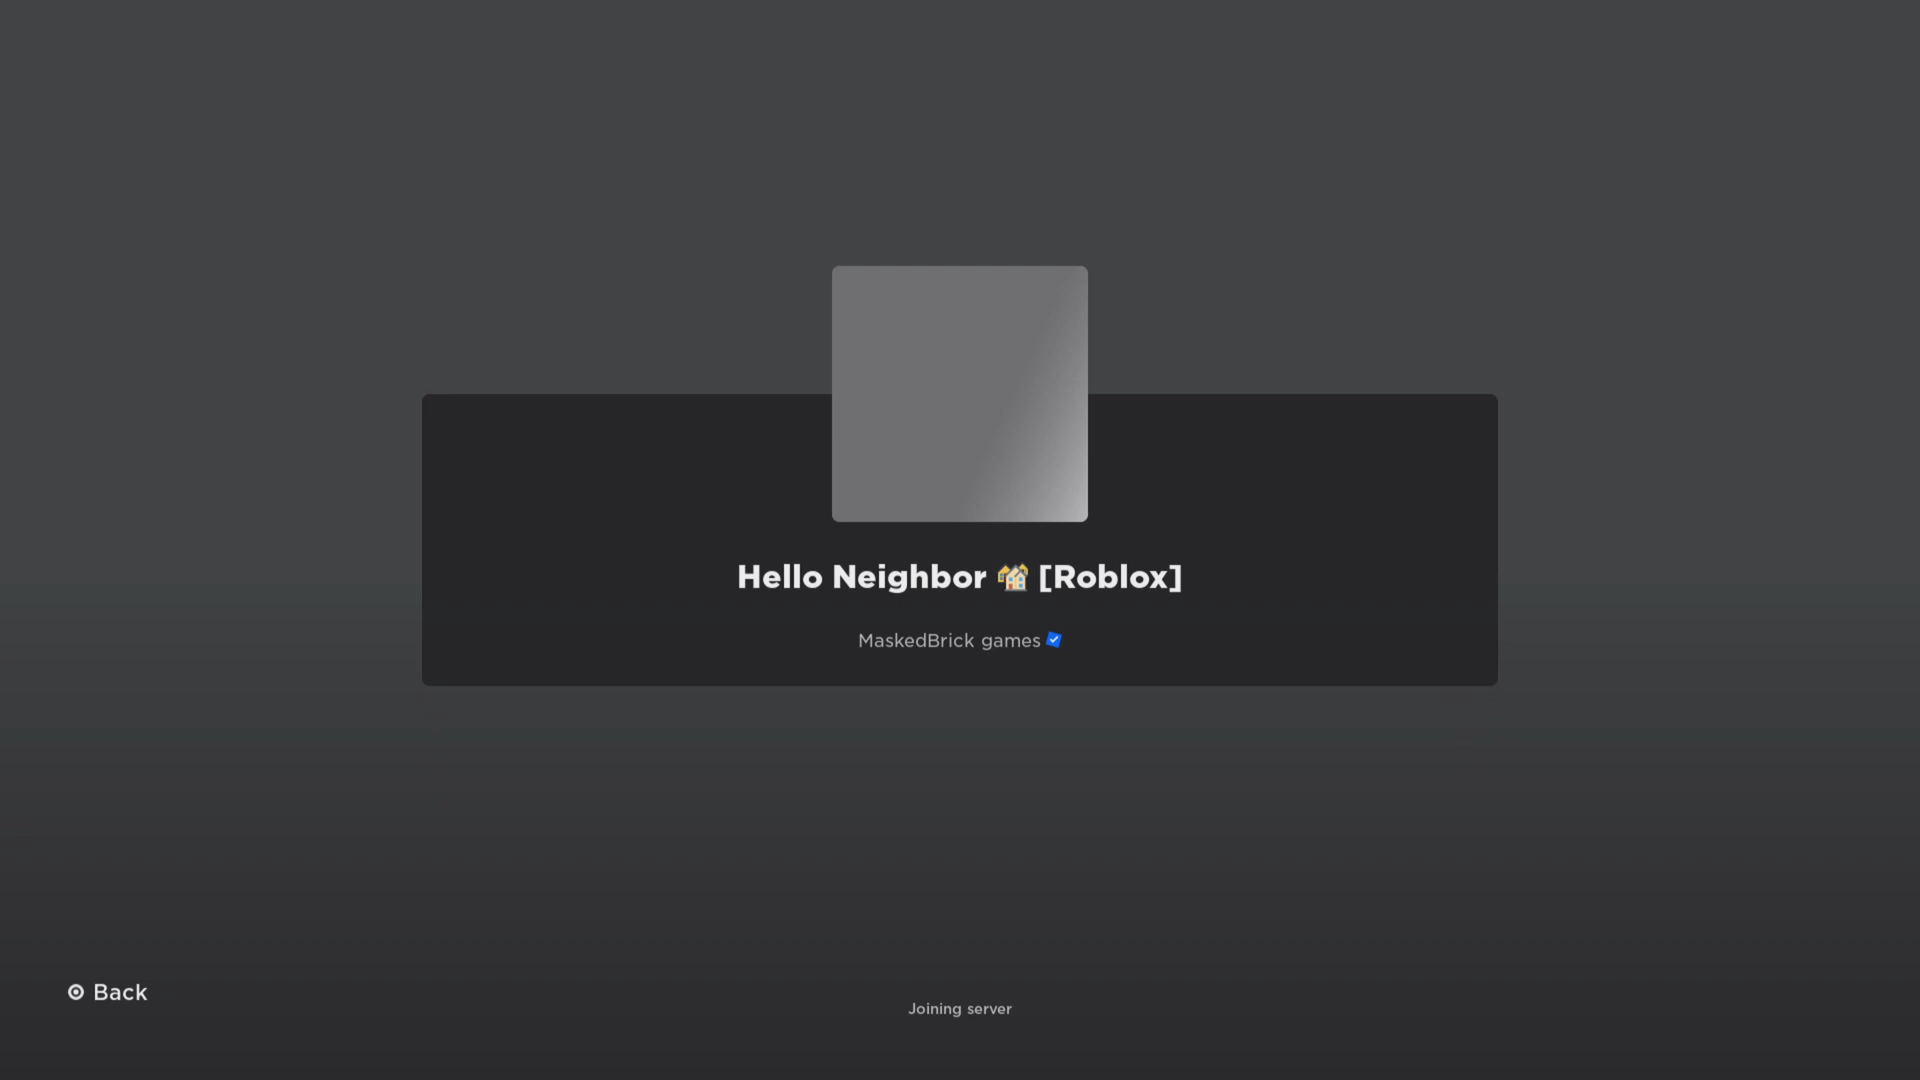 Hello Neighbor 🏘️ [Roblox]
MaskedBrick games
Back
Joining server